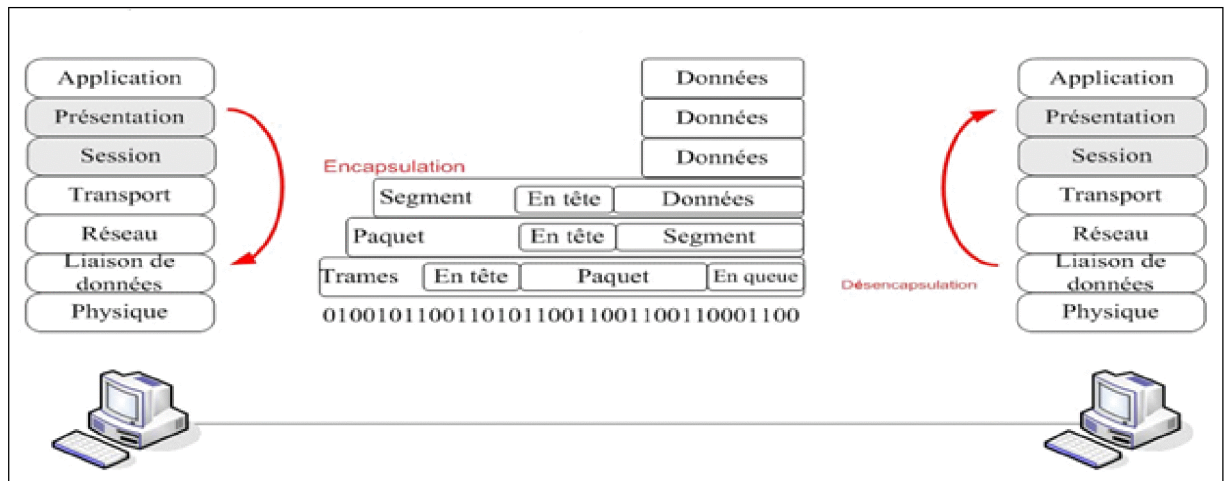 Application
Présentation
Session
Transport
Réseau
Liaison de
données
Physique
Données
Données
Données
Encapsulation
Segment En tête Données
Paquet En tête Segment
Trames En tête Paquet En queue
0100101100110101100110011001100110001100
Désencapsulation
Application
Présentation
Session
Transport
Réseau
Liaison de
données
Physique